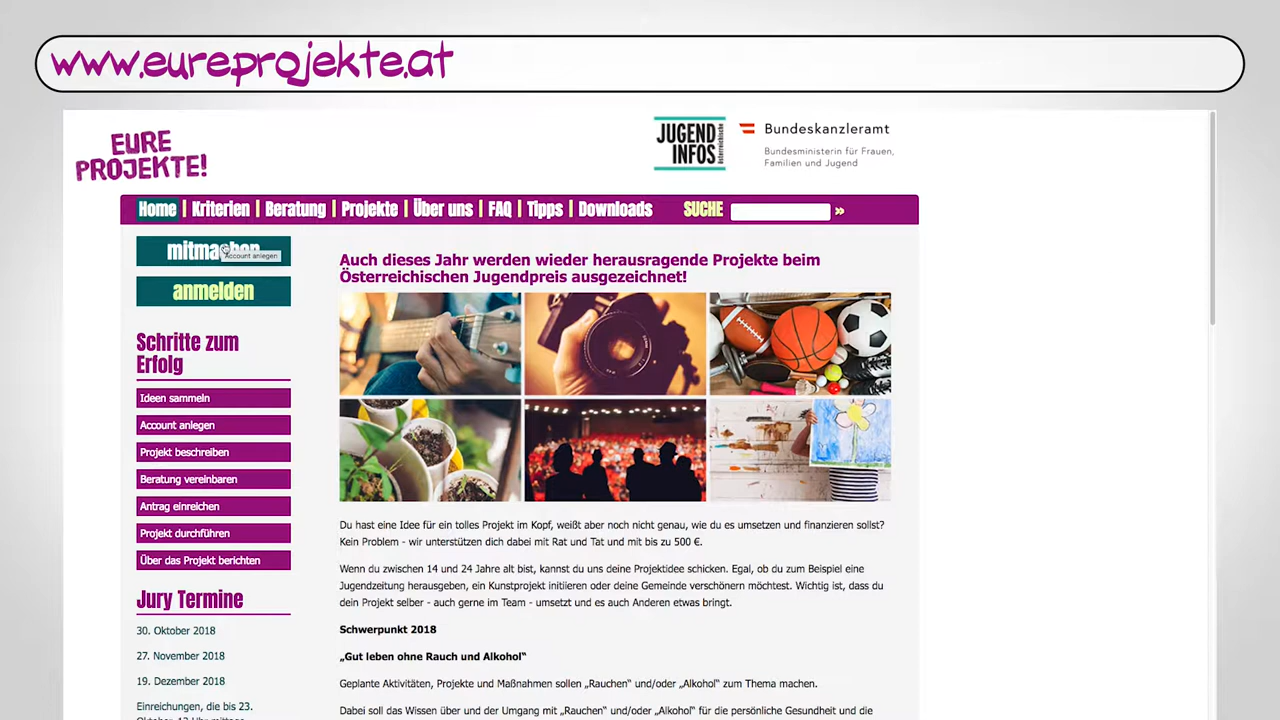 www.eureprojekte.at
EURE
PROJEKTE!
JUGEND
INFOS
österreichische
Bundeskanzleramt
Bundesministerin für Frauen,
Familien und Jugend
Home | Kriterien | Beratung | Projekte | Über uns | FAQ | Tipps | Downloads SUCHE »
mitmachen
Account anlegen
anmelden
Schritte zum
Erfolg
Ideen sammeln
Account anlegen
Projekt beschreiben
Beratung vereinbaren
Antrag einreichen
Projekt durchführen
Über das Projekt berichten
Jury Termine
30. Oktober 2018
27. November 2018
19. Dezember 2018
Einreichungen, die bis 23.
Oktober, 12 Uhr mittags
Auch dieses Jahr werden wieder herausragende Projekte beim
Österreichischen Jugendpreis ausgezeichnet!
Du hast eine Idee für ein tolles Projekt im Kopf, weißt aber noch nicht genau, wie du es umsetzen und finanzieren sollst?
Kein Problem - wir unterstützen dich dabei mit Rat und Tat und mit bis zu 500 €.
Wenn du zwischen 14 und 24 Jahre alt bist, kannst du uns deine Projektidee schicken. Egal, ob du zum Beispiel eine
Jugendzeitung herausgeben, ein Kunstprojekt initiieren oder deine Gemeinde verschönern möchtest. Wichtig ist, dass du
dein Projekt selber - auch gerne im Team - umsetzt und es auch Anderen etwas bringt.
Schwerpunkt 2018
„Gut leben ohne Rauch und Alkohol“
Geplante Aktivitäten, Projekte und Maßnahmen sollen „Rauchen“ und/oder „Alkohol“ zum Thema machen.
Dabei soll das Wissen über und der Umgang mit „Rauchen“ und/oder „Alkohol“ für die persönliche Gesundheit und die